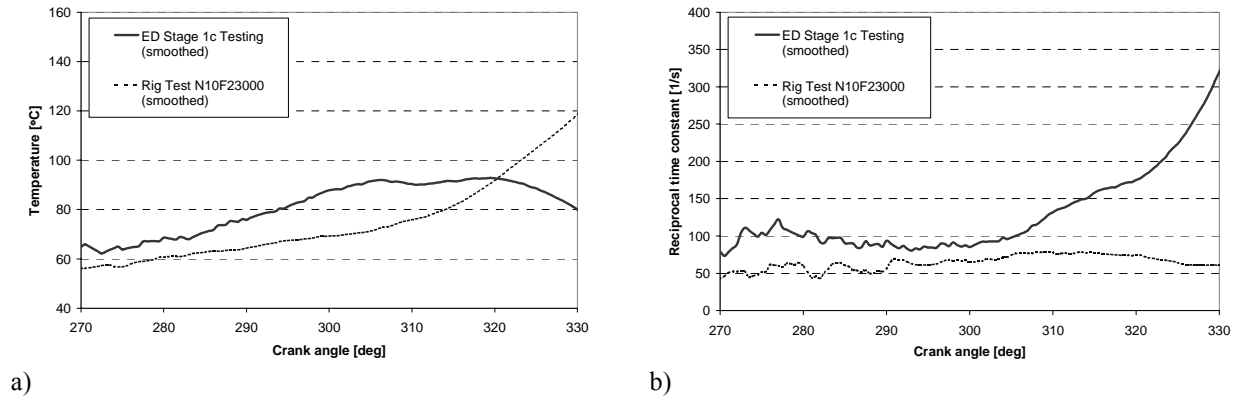 160
140
120
100
80
60
40
Temperature [°C]
ED Stage 1c Testing
(smoothed)
Rig Test N10F23000
(smoothed)
270 280 290 300 310 320 330
Crank angle [deg]
a)
400
350
300
250
200
150
100
50
0
Reciprocal time constant [1/s]
ED Stage 1c Testing
(smoothed)
Rig Test N10F23000
(smoothed)
270 280 290 300 310 320 330
Crank angle [deg]
b)